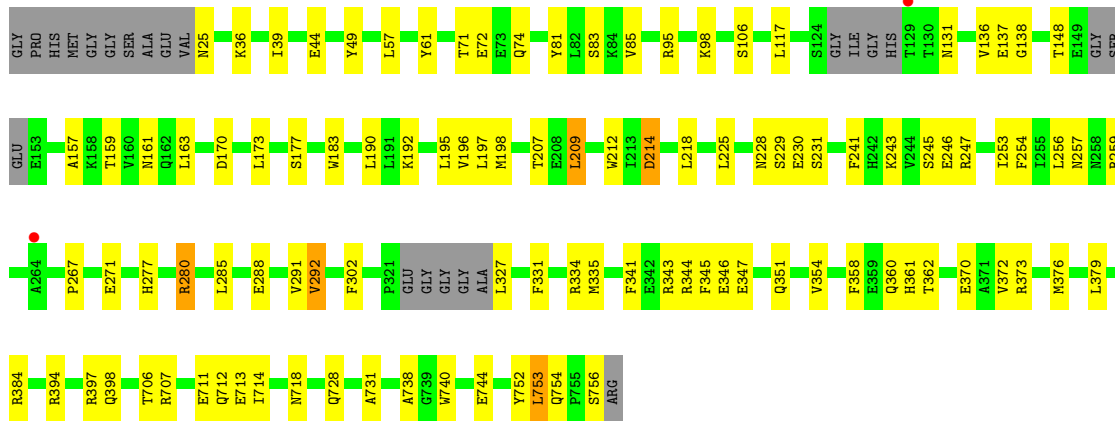 GLY PRO HIS MET GLY GLY SER ALA GLU VAL N25 K36 I39 E44 Y49 L57 Y61 T71 E72 E73 Q74 Y81 L82 S83 K84 V85 R95 K98 S106 L117 S124 GLY ILE GLY HIS T129 T130 N131 V136 E137 G138 T148 E149 GLY SER
GLU E153 A157 K158 T159 V160 N161 Q162 L163 D170 L173 S177 W183 L190 L191 K192 L195 V196 L197 M198 T207 E208 L209 W212 I213 D214 L218 L225 N228 S229 E230 S231 F241 H242 K243 V244 S245 E246 R247 I253 F254 I255 L256 N257 N258 R259
A264 P267 E271 H277 R280 L285 E288 V291 V292 F302 P321 GLU GLY GLY GLY ALA L327 F331 R334 M335 F341 E342 R343 R344 F345 E346 E347 Q351 V354 F358 E359 Q360 H361 T362 E370 A371 V372 R373 M376 L379
R384 R394 R397 Q398 T706 R707 E711 Q712 E713 I714 N718 Q728 A731 A738 G739 W740 E744 Y752 L753 Q754 P755 S756 ARG